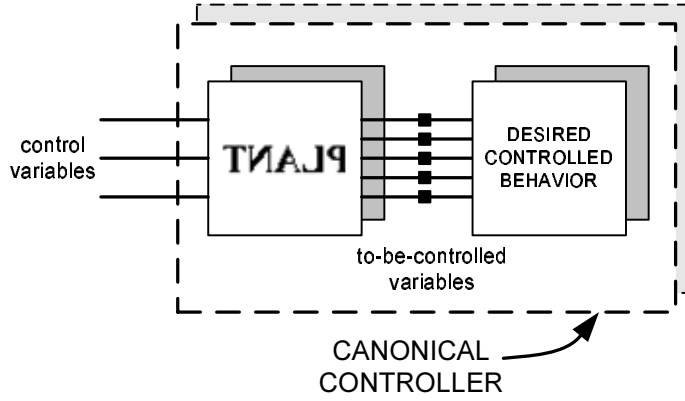 control
variables
PLANT
DESIRED
CONTROLLED
BEHAVIOR
to-be-controlled
variables
CANONICAL
CONTROLLER